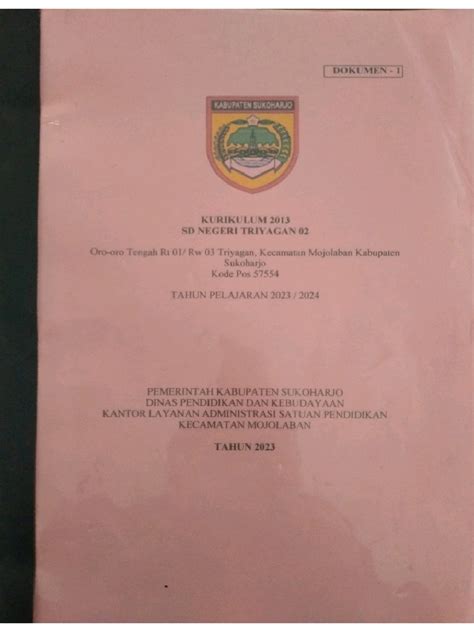 DOKUMEN - 1
KABUPATEN SUKOHARJO
KURIKULUM 2013
SD NEGERI TRIYAGAN 02
Oro-oro Tengah Rt 01/ Rw 03 Triyagan, Kecamatan Mojolaban Kabupaten
Sukoharjo
Kode Pos 57554
TAHUN PELAJARAN 2023 / 2024
PEMERINTAH KABUPATEN SUKOHARJO
DINAS PENDIDIKAN DAN KEBUDAYAAN
KANTOR LAYANAN ADMINISTRASI SATUAN PENDIDIKAN
KECAMATAN MOJOLABAN
TAHUN 2023